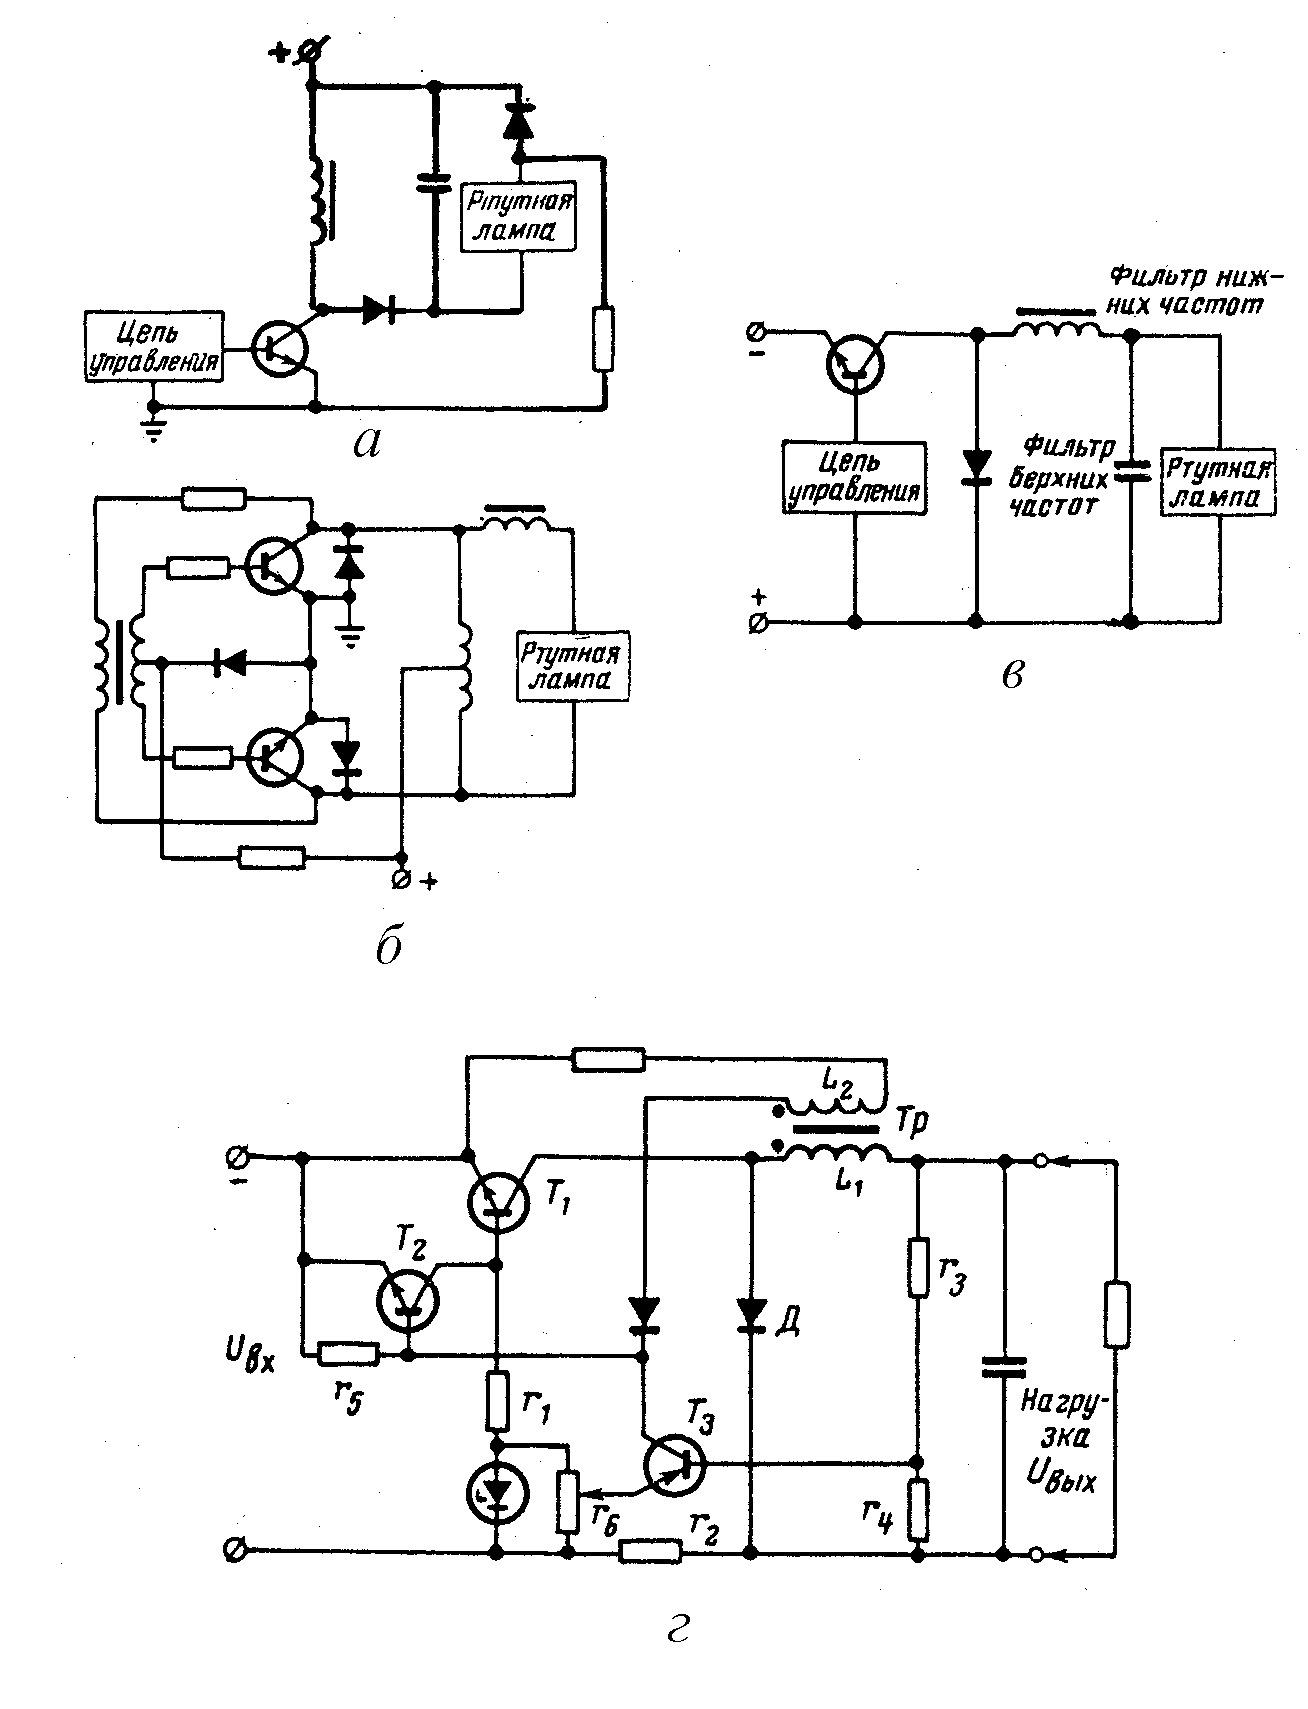 +
Ртутная
лампа
Цепь
управления
а
Фильтр ниж-
них частот
-
Цепь
управления
Фильтр
верхних
частот
Ртутная
лампа
+
в
Ртутная
лампа
+
б
L2
Тр
L1
-
T1
T2
Д
r3
Uвх
r5
r1
T3
Нагру-
зка
Uвых
r6
r2
r4
г